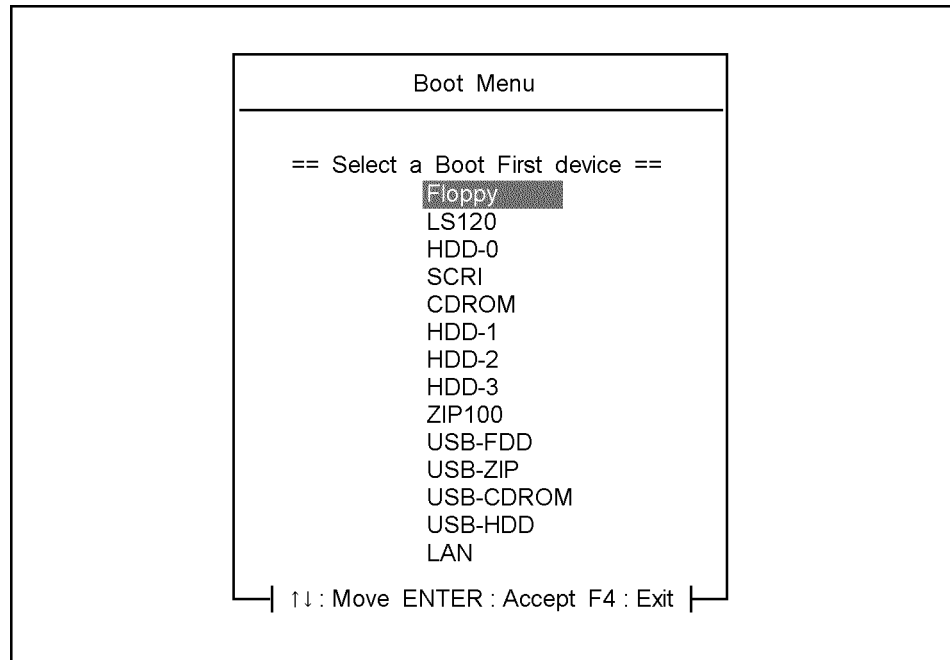 Boot Menu
== Select a Boot First device ==
Floppy
LS120
HDD-0
SCRI
CDROM
HDD-1
HDD-2
HDD-3
ZIP100
USB-FDD
USB-ZIP
USB-CDROM
USB-HDD
LAN
↑↓ : Move ENTER : Accept F4 : Exit